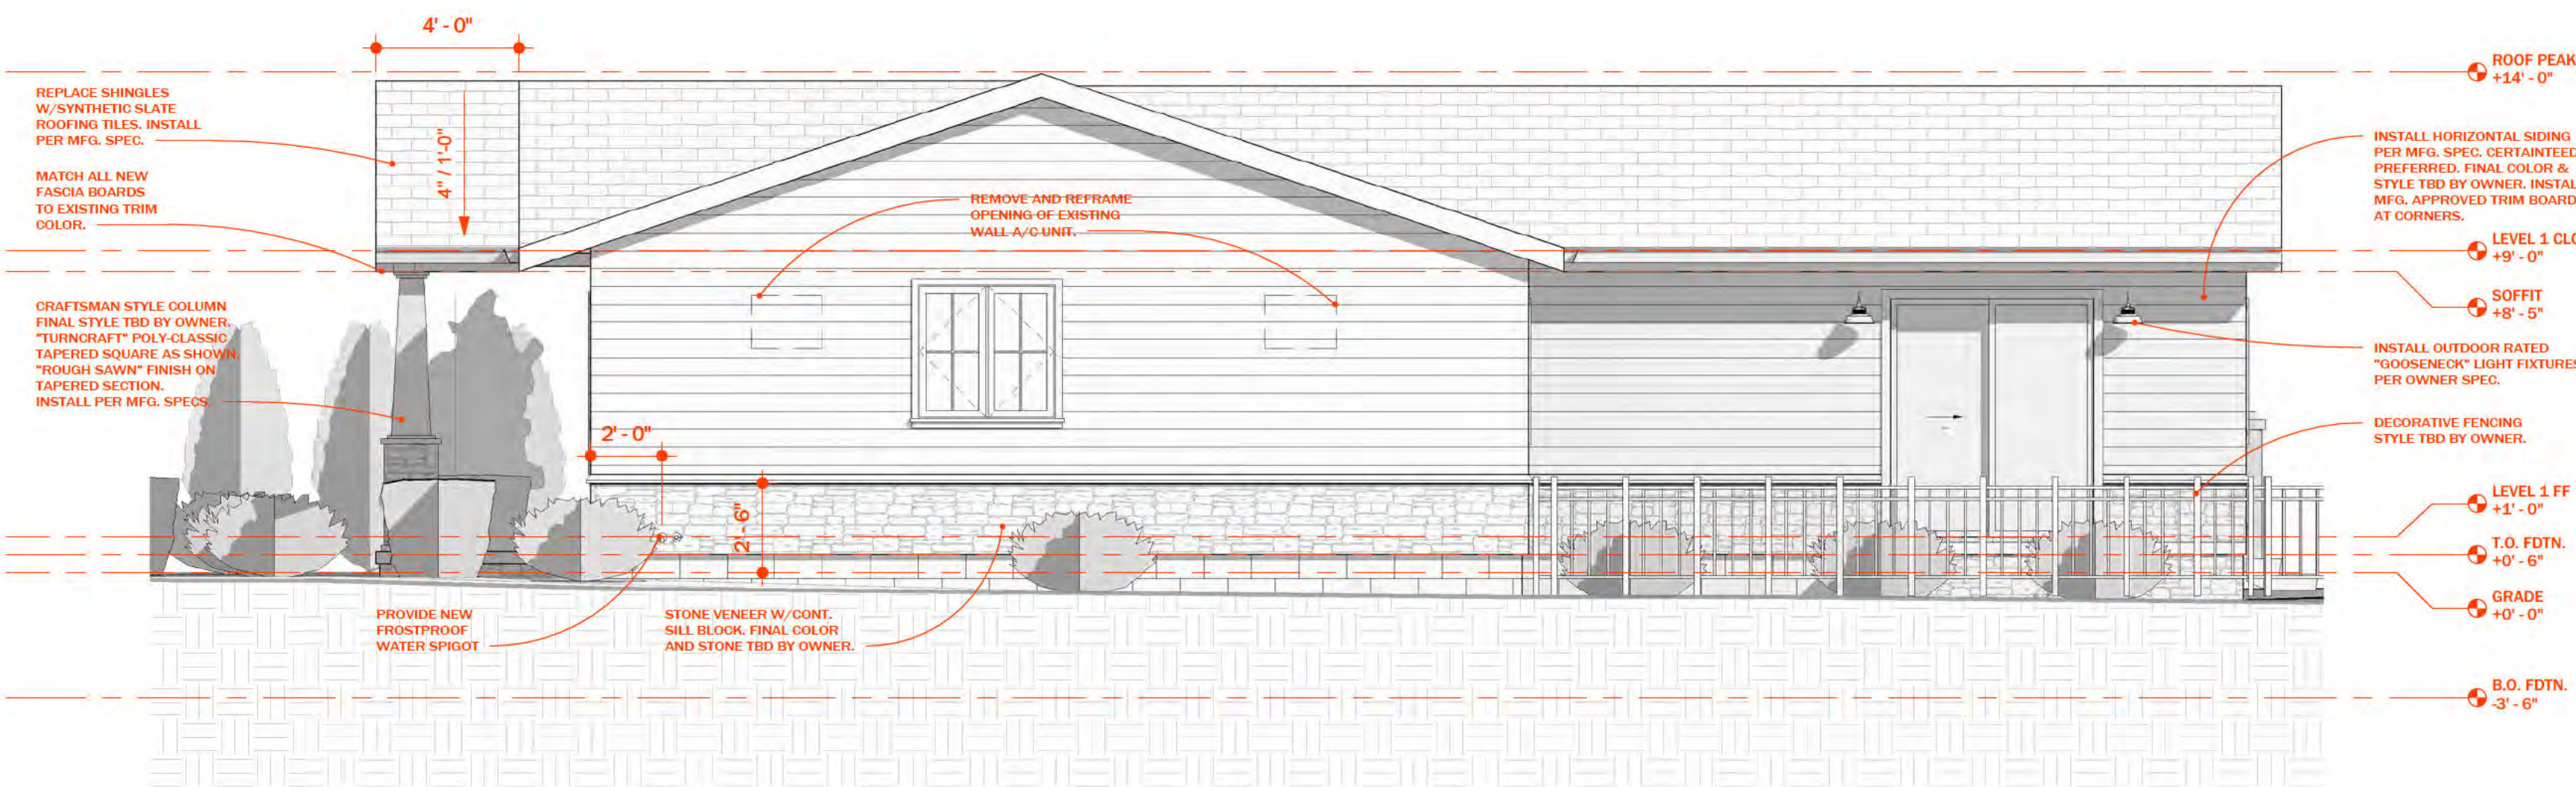 4' - 0"
REPLACE SHINGLES
W/SYNTHETIC SLATE
ROOFING TILES. INSTALL
PER MFG. SPEC.
4" / 1'-0"
MATCH ALL NEW
FASCIA BOARDS
TO EXISTING TRIM
COLOR.
CRAFTSMAN STYLE COLUMN
FINAL STYLE TBD BY OWNER.
"TURNCRAFT" POLY-CLASSIC
TAPERED SQUARE AS SHOWN.
"ROUGH SAWN" FINISH ON
TAPERED SECTION.
INSTALL PER MFG. SPECS.
REMOVE AND REFRAME
OPENING OF EXISTING
WALL A/C UNIT.
2' - 0"
2' - 6"
PROVIDE NEW
FROSTPROOF
WATER SPIGOT
STONE VENEER W/CONT.
SILL BLOCK. FINAL COLOR
AND STONE TBD BY OWNER.
ROOF PEAK
+14' - 0"
INSTALL HORIZONTAL SIDING
PER MFG. SPEC. CERTAINTEED
PREFERRED. FINAL COLOR &
STYLE TBD BY OWNER. INSTAL
MFG. APPROVED TRIM BOARD
AT CORNERS.
LEVEL 1 CLG
+9' - 0"
SOFFIT
+8' - 5"
INSTALL OUTDOOR RATED
"GOOSENECK" LIGHT FIXTURES
PER OWNER SPEC.
DECORATIVE FENCING
STYLE TBD BY OWNER.
LEVEL 1 FF
+1' - 0"
T.O. FDTN.
+0' - 6"
GRADE
+0' - 0"
B.O. FDTN.
-3' - 6"